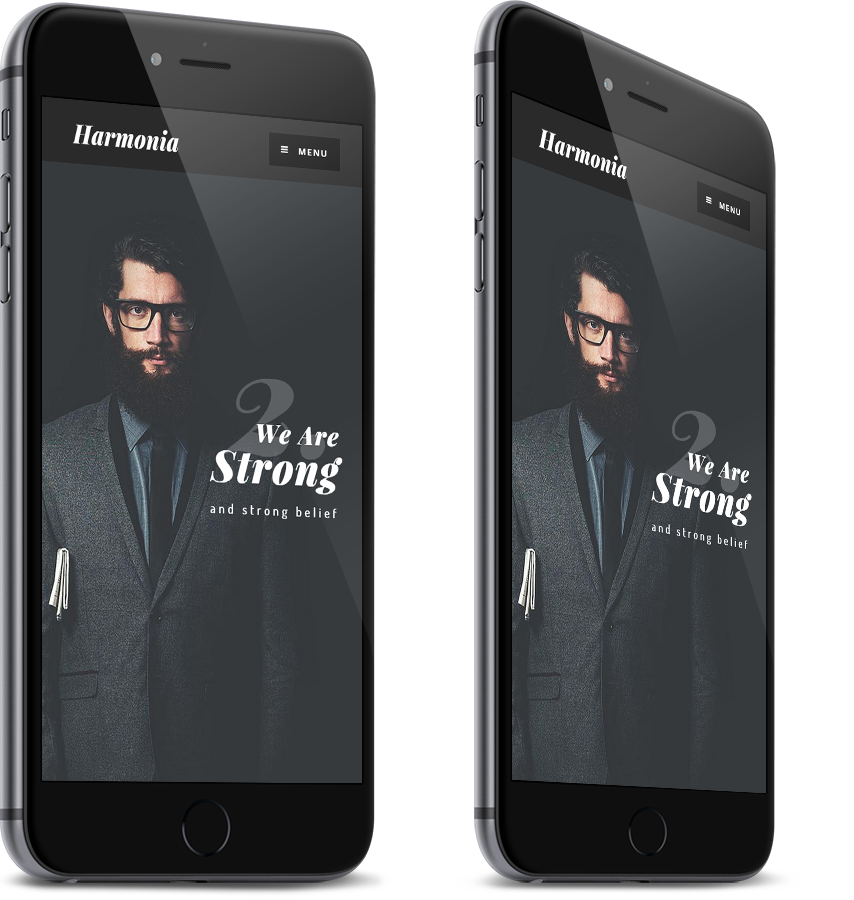 Harmonia
≡ MENU
2.
We Are
Strong
and strong belief
Harmonia
≡ MENU
2.
We Are
Strong
and strong belief